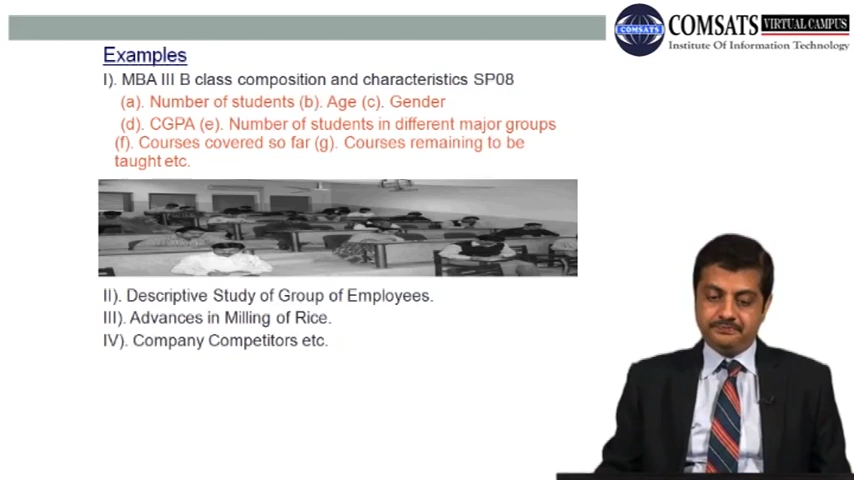 COMSATS VIRTUAL CAMPUS
Institute Of Information Technology
Examples
I). MBA III B class composition and characteristics SP08
(a). Number of students (b). Age (c). Gender
(d). CGPA (e). Number of students in different major groups
(f). Courses covered so far (g). Courses remaining to be
taught etc.
II). Descriptive Study of Group of Employees.
III). Advances in Milling of Rice.
IV). Company Competitors etc.